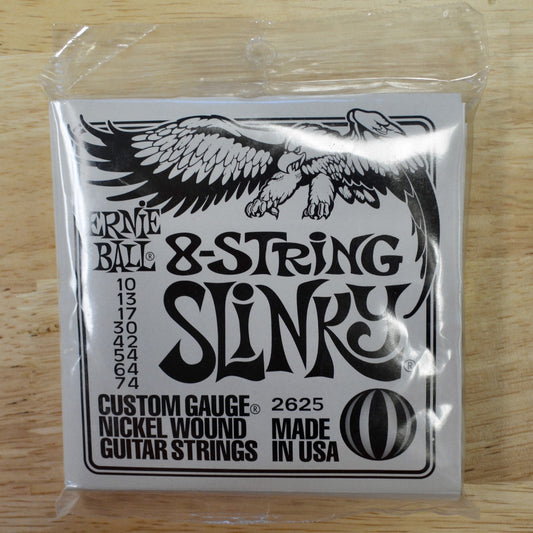 ERNIE
BALL®
8-STRING
SLINKY®
10
13
17
30
42
54
64
74
CUSTOM GAUGE® 2625
NICKEL WOUND MADE
GUITAR STRINGS IN USA